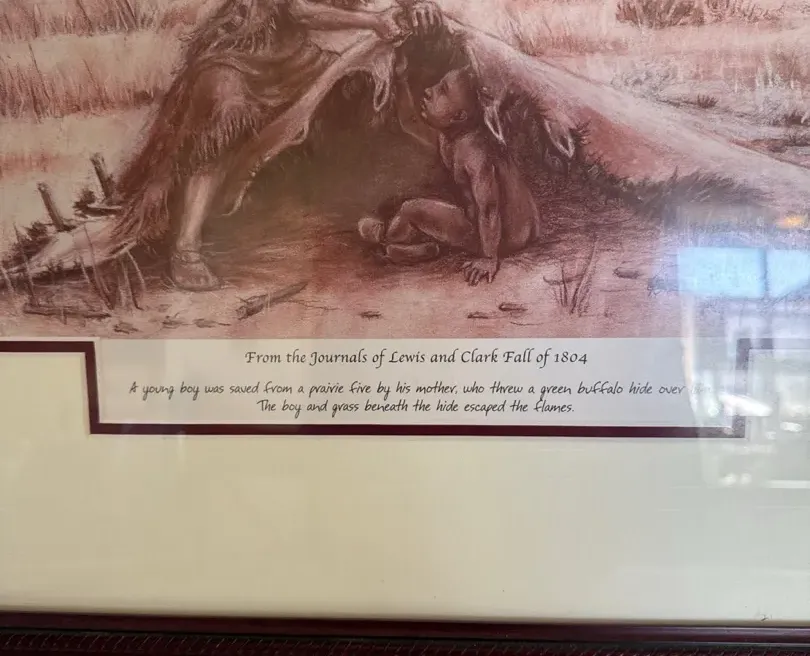 From the Journals of Lewis and Clark Fall of 1804
A young boy was saved from a prairie fire by his mother, who threw a green buffalo hide over
The boy and grass beneath the hide escaped the flames.